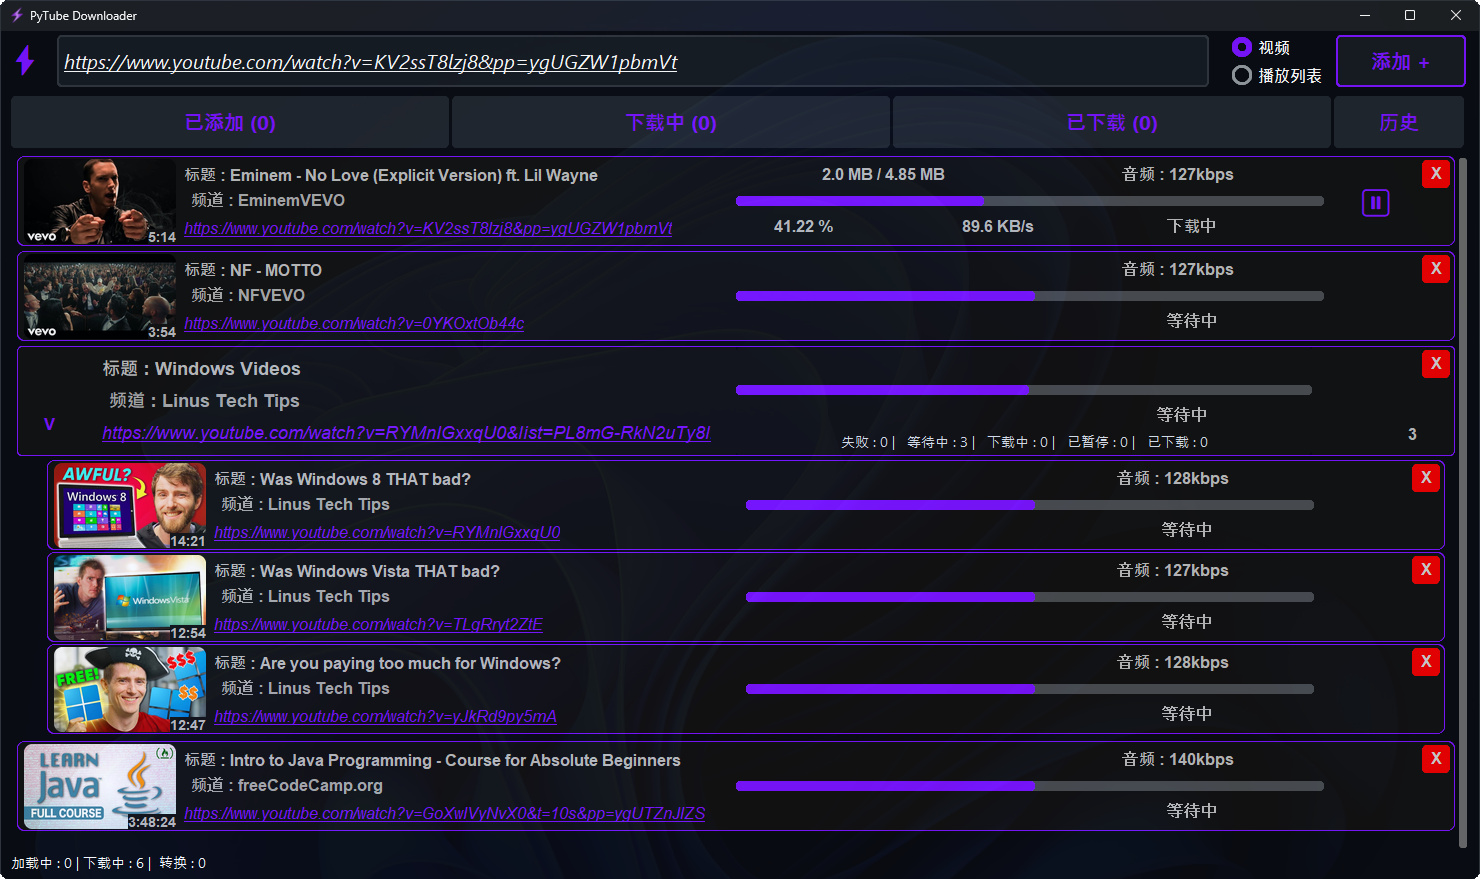 PyTube Downloader
https://www.youtube.com/watch?v=KV2ssT8lzj8&pp=ygUGZW1pbmVt
视频
播放列表
添加 +
已添加 (0)
下载中 (0)
已下载 (0)
历史
vevo
5:14
标题 : Eminem - No Love (Explicit Version) ft. Lil Wayne
频道 : EminemVEVO
https://www.youtube.com/watch?v=KV2ssT8lzj8&pp=ygUGZW1pbmVt
2.0 MB / 4.85 MB
41.22 %
89.6 KB/s
音频 : 127kbps
下载中
X
vevo
3:54
标题 : NF - MOTTO
频道 : NFVEVO
https://www.youtube.com/watch?v=0YKOxtOb44c
音频 : 127kbps
等待中
X
V
标题 : Windows Videos
频道 : Linus Tech Tips
https://www.youtube.com/watch?v=RYMnIGxxqU0&list=PL8mG-RkN2uTy8I
等待中
失败 : 0 | 等待中 : 3 | 下载中 : 0 | 已暂停 : 0 | 已下载 : 0
X
3
AWFUL?
Windows 8
14:21
标题 : Was Windows 8 THAT bad?
频道 : Linus Tech Tips
https://www.youtube.com/watch?v=RYMnIGxxqU0
音频 : 128kbps
等待中
X
WindowsVista
12:54
标题 : Was Windows Vista THAT bad?
频道 : Linus Tech Tips
https://www.youtube.com/watch?v=TLgRryt2ZtE
音频 : 127kbps
等待中
X
FREE!
$$$
$$
12:47
标题 : Are you paying too much for Windows?
频道 : Linus Tech Tips
https://www.youtube.com/watch?v=yJkRd9py5mA
音频 : 128kbps
等待中
X
LEARN
Java
FULL COURSE
3:48:24
标题 : Intro to Java Programming - Course for Absolute Beginners
频道 : freeCodeCamp.org
https://www.youtube.com/watch?v=GoXwIVyNvX0&t=10s&pp=ygUTZnJlZS
音频 : 140kbps
等待中
X
加载中 : 0 | 下载中 : 6 | 转换 : 0